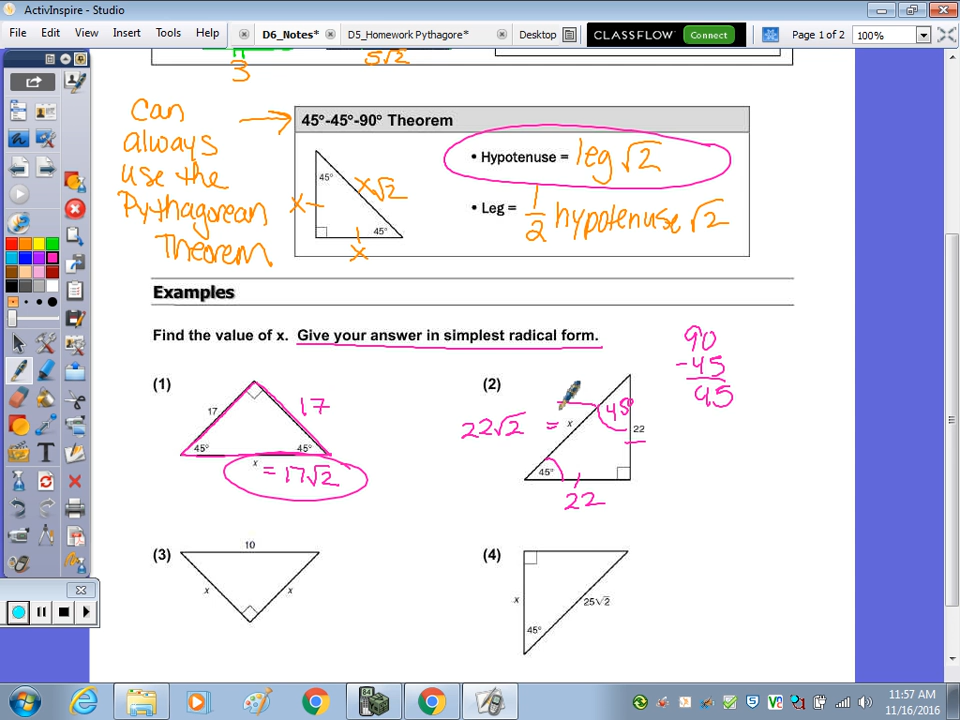 ActivInspire - Studio
File Edit View Insert Tools Help
D6_Notes* D5_Homework Pythagore* Desktop CLASSFLOW Connect Page 1 of 2 100%
3 5√2
Can
always
use the
Pythagorean
Theorem
45°-45°-90° Theorem
45°
x
x√2
45°
x
• Hypotenuse = leg √2
• Leg = 1/2 hypotenuse √2
Examples
Find the value of x. Give your answer in simplest radical form.
90
-45
45
(1)
17
17
45°
45°
x
= 17√2
(2)
45°
22√2 = x
22
45°
22
(3)
10
x
x
(4)
x
25√2
45°
84
11:57 AM
11/16/2016